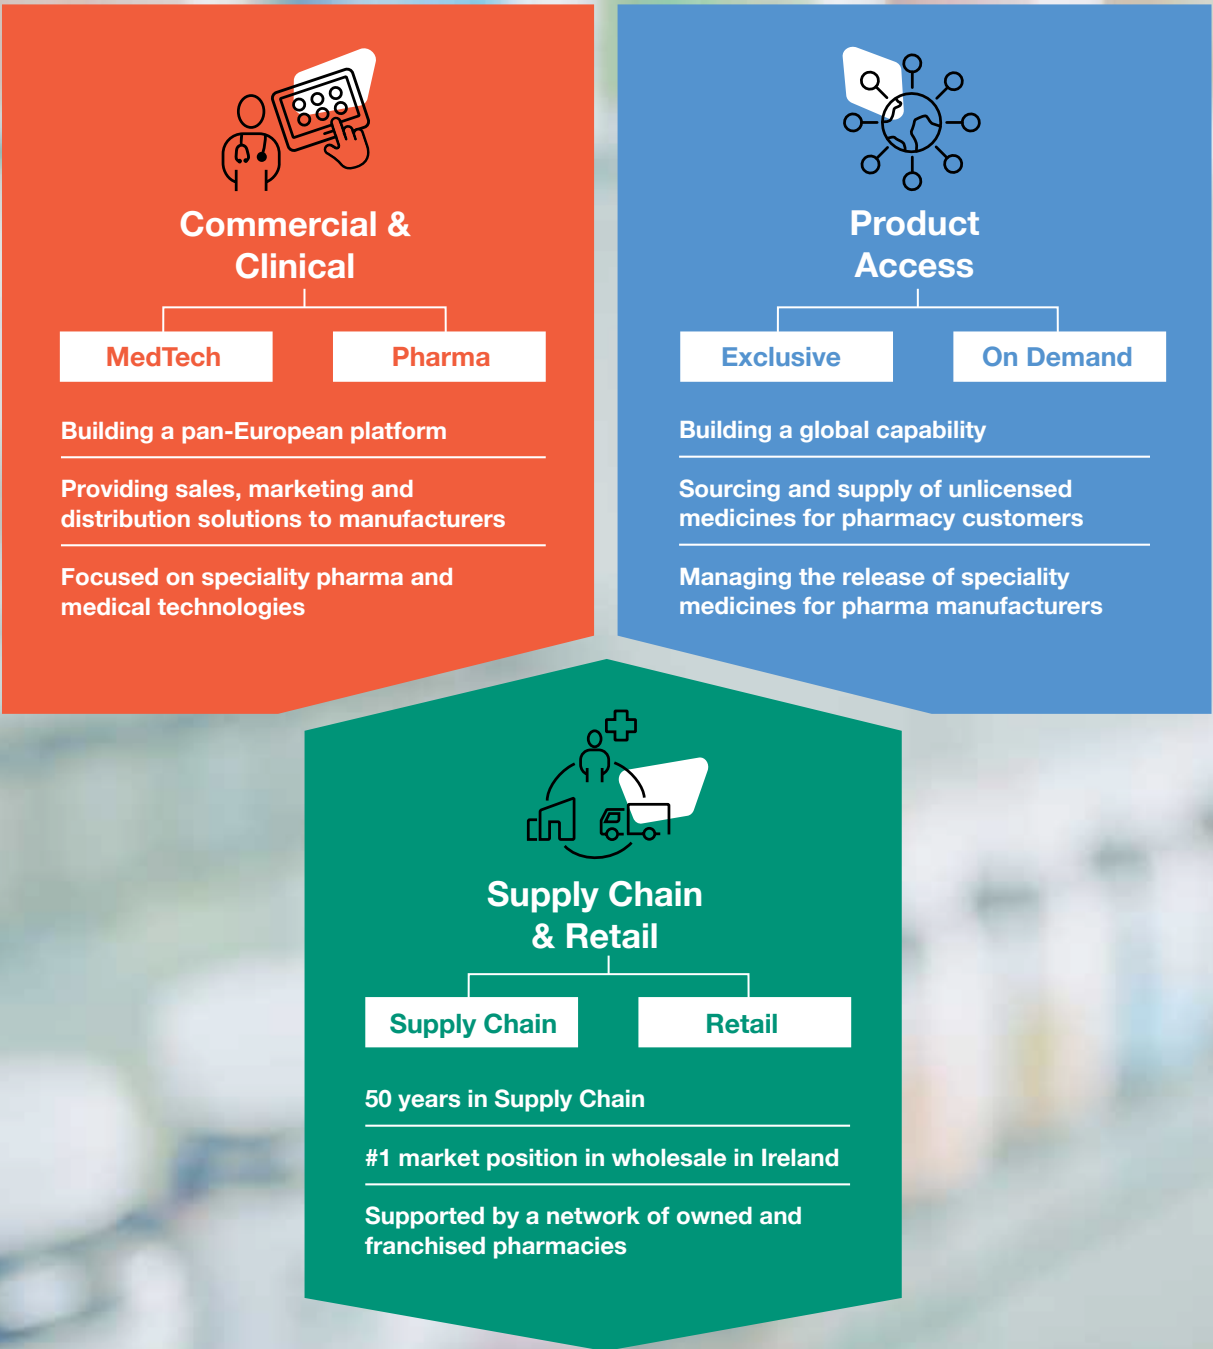 Commercial &
Clinical
MedTech
Pharma
Building a pan-European platform
Providing sales, marketing and
distribution solutions to manufacturers
Focused on speciality pharma and
medical technologies
Product
Access
Exclusive
On Demand
Building a global capability
Sourcing and supply of unlicensed
medicines for pharmacy customers
Managing the release of speciality
medicines for pharma manufacturers
Supply Chain
& Retail
Supply Chain
Retail
50 years in Supply Chain
#1 market position in wholesale in Ireland
Supported by a network of owned and
franchised pharmacies